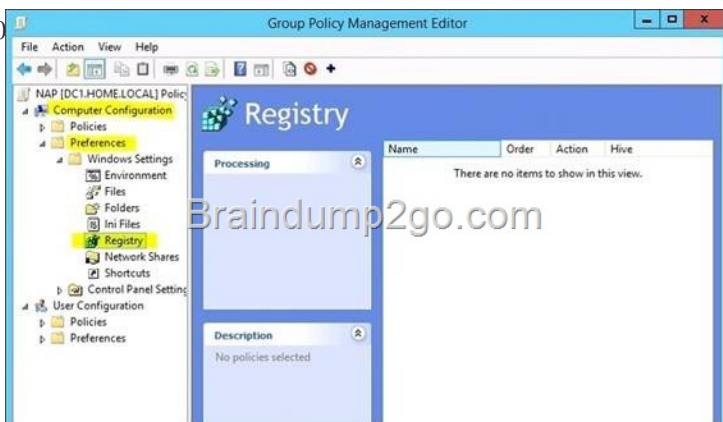 Group Policy Management Editor
File Action View Help
NAP [DC1.HOME.LOCAL] Polic
Computer Configuration
Policies
Preferences
Windows Settings
Environment
Files
Folders
Ini Files
Registry
Network Shares
Shortcuts
Control Panel Setting
User Configuration
Policies
Preferences
Registry
Processing
Description
No policies selected
Name Order Action Hive
There are no items to show in this view.
Braindump2go.com